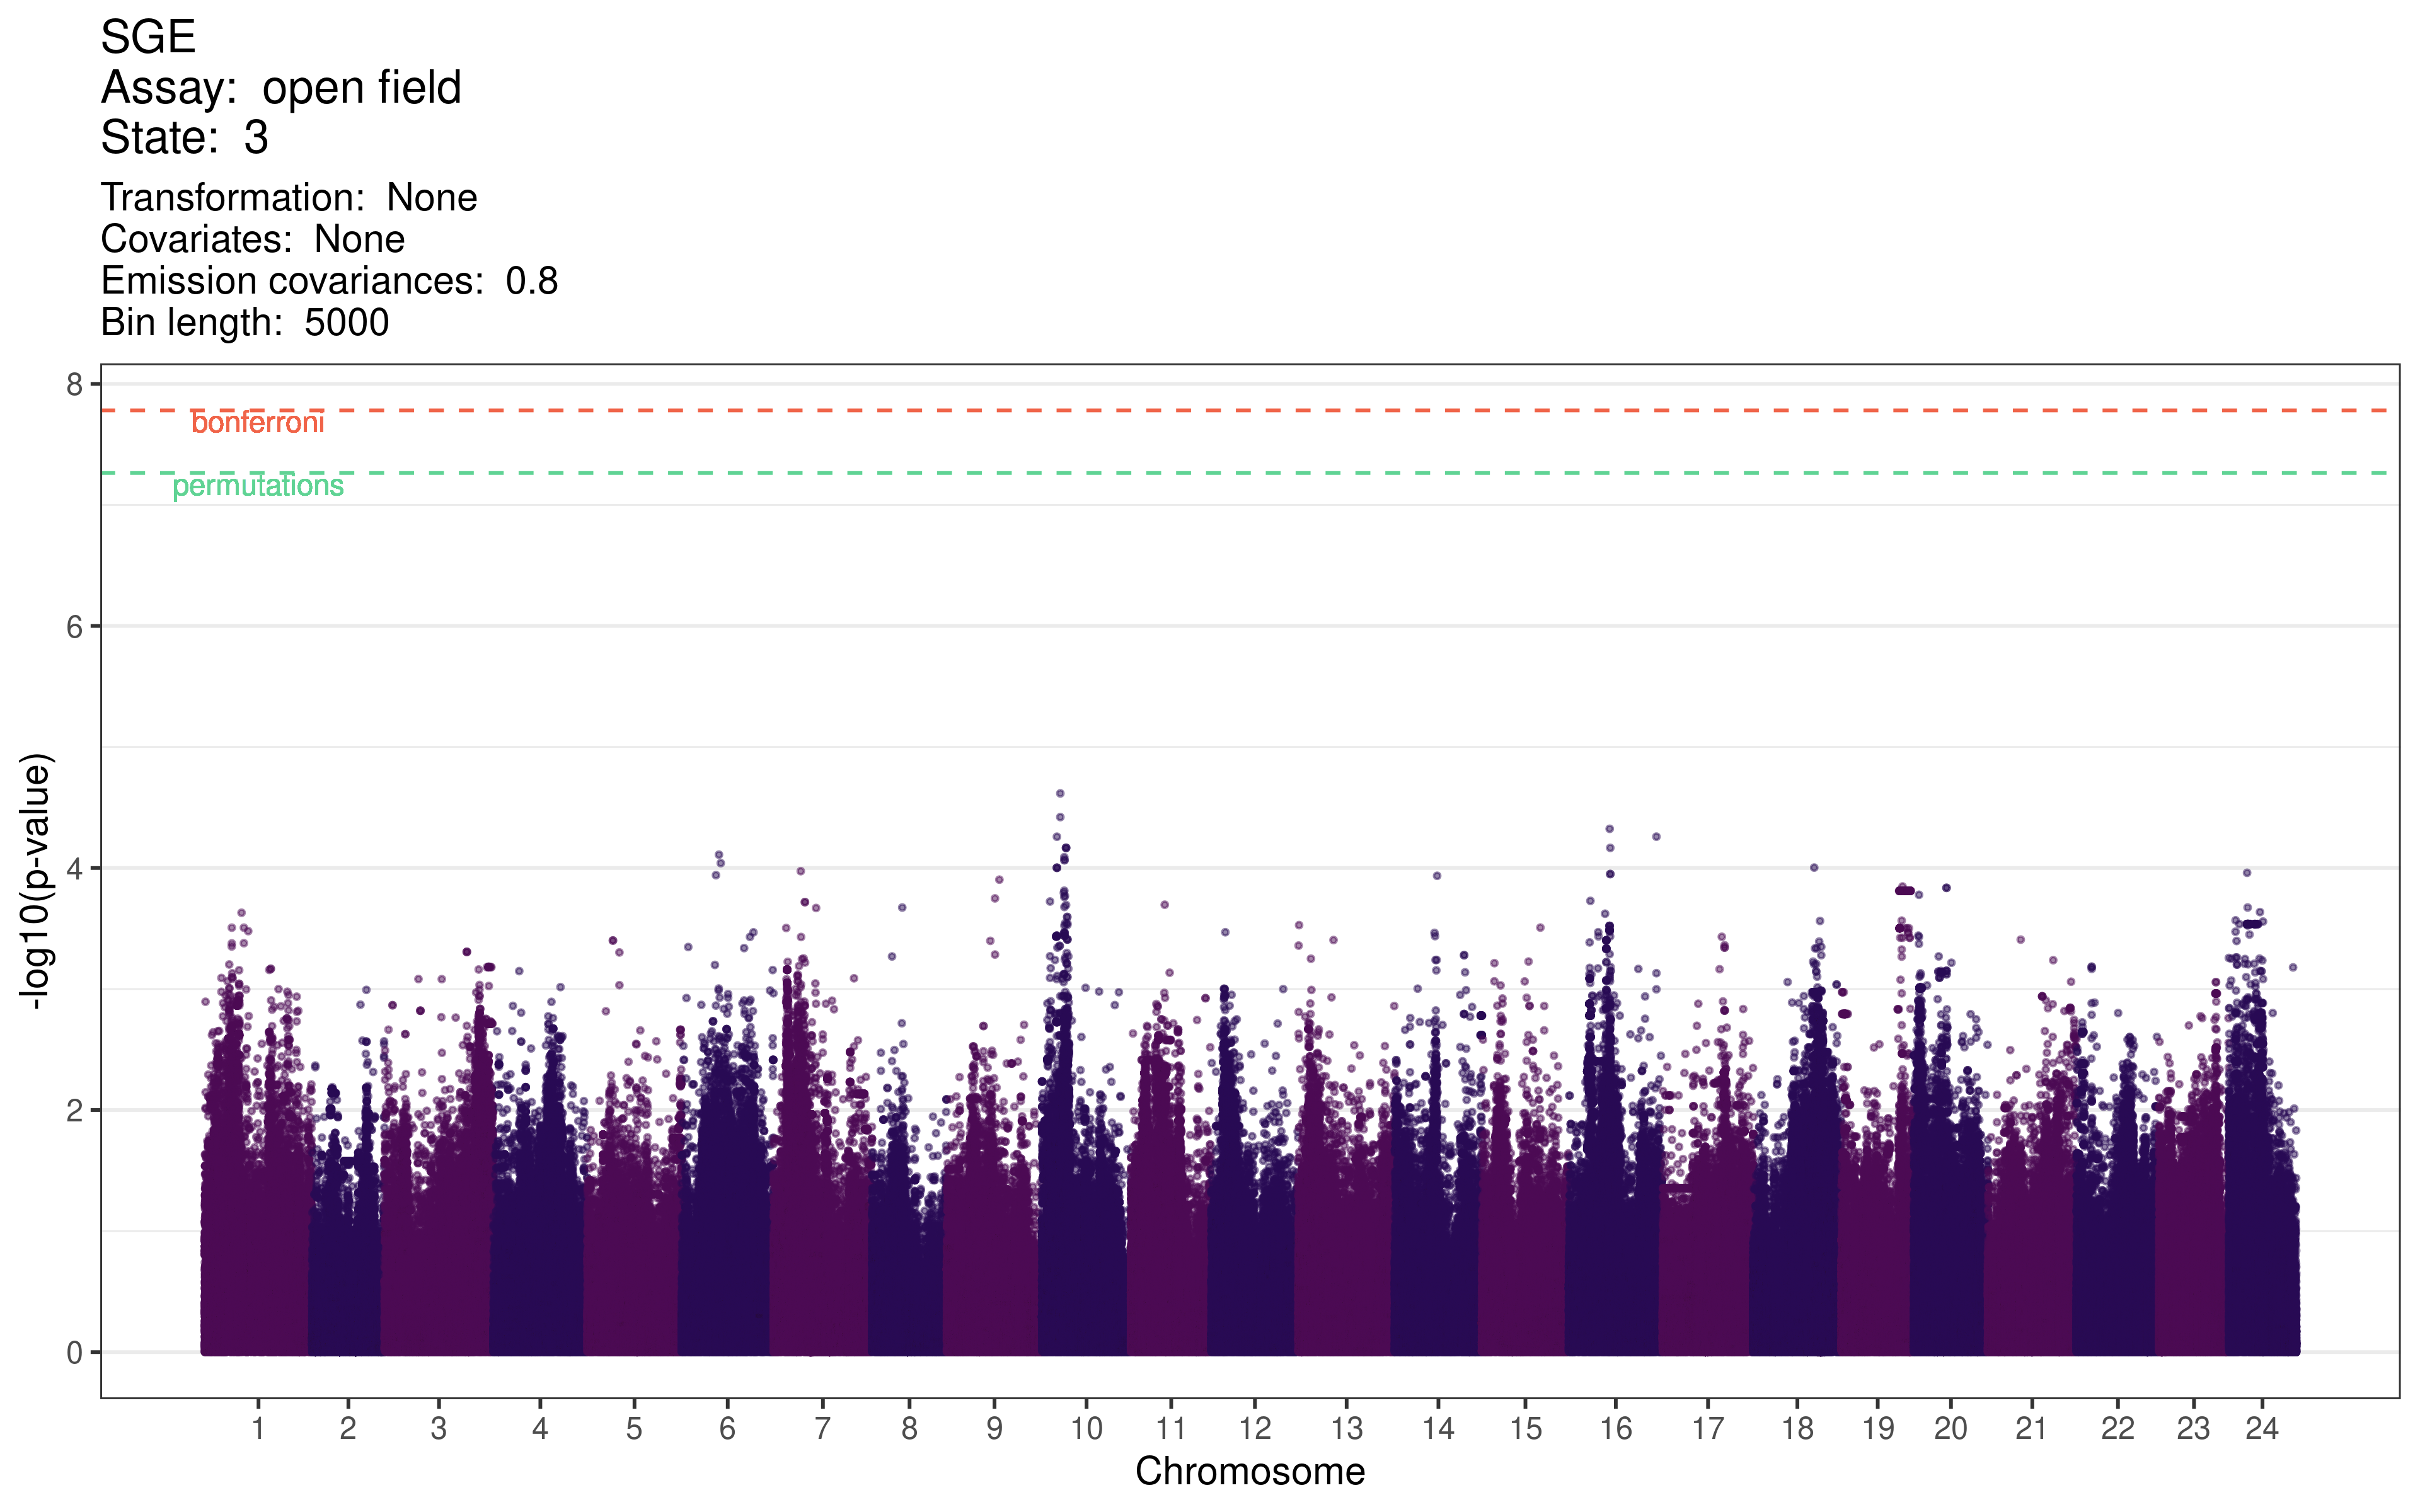 SGE
Assay: open field
State: 3
Transformation: None
Covariates: None
Emission covariances: 0.8
Bin length: 5000
8
bonferroni
permutations
6
-log10(p-value)
4
2
0
1 2 3 4 5 6 7 8 9 10 11 12 13 14 15 16 17 18 19 20 21 22 23 24
Chromosome